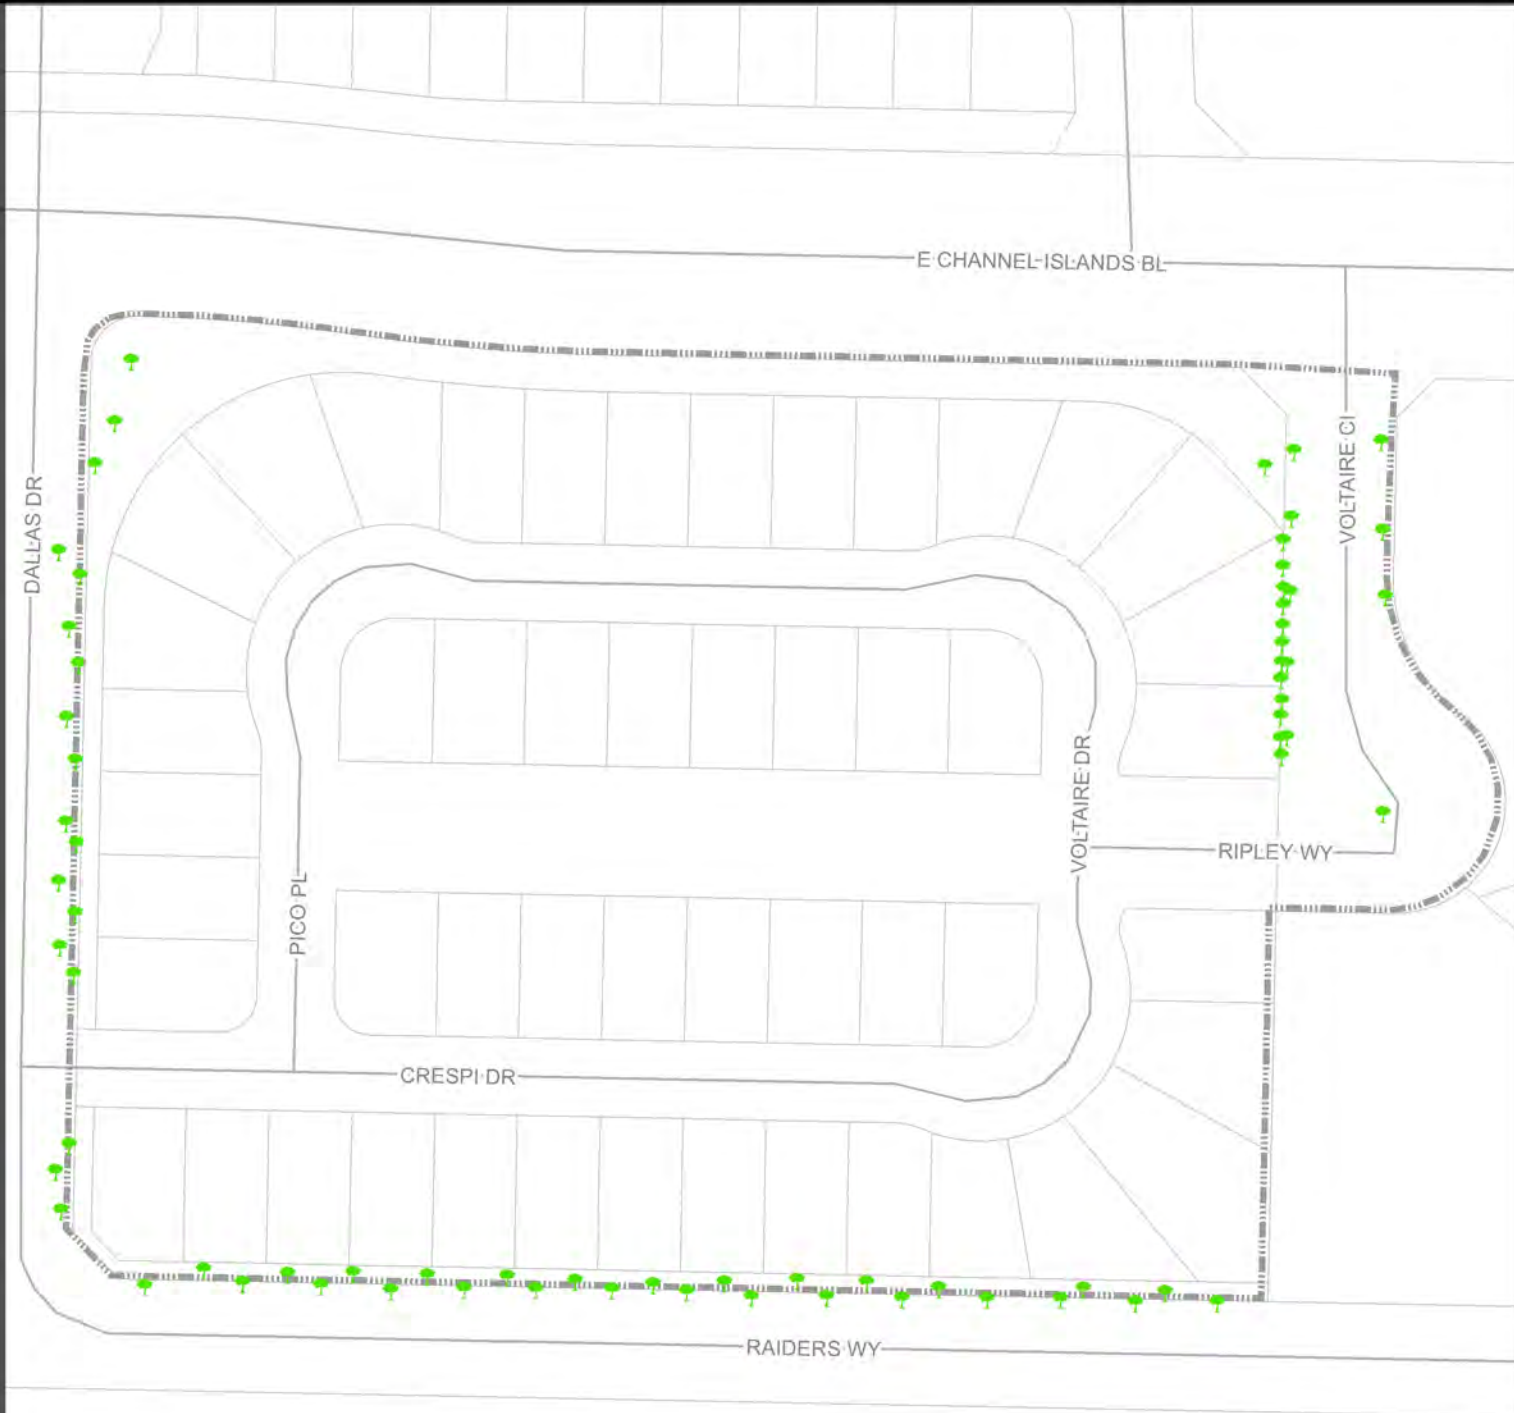 E CHANNEL ISLANDS BL
VOLTAIRE CI
DALLAS DR
VOLTAIRE DR
RIPLEY WY
PICO PL
CRESPI DR
RAIDERS WY